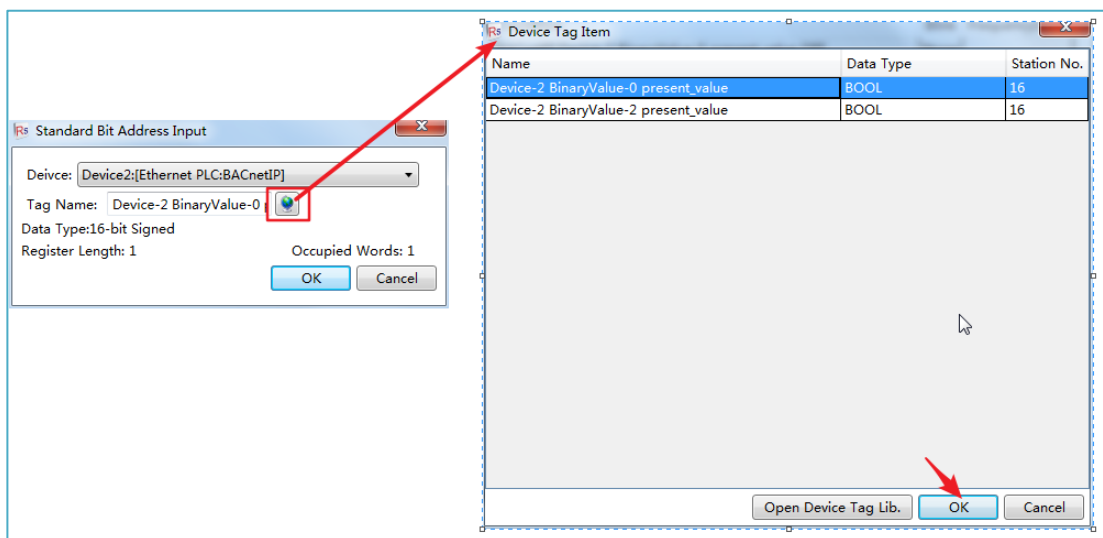 Rs Standard Bit Address Input
Deivce: Device2:[Ethernet PLC:BACnetIP]
Tag Name: Device-2 BinaryValue-0
Data Type:16-bit Signed
Register Length: 1 Occupied Words: 1
OK Cancel
Rs Device Tag Item
Name Data Type Station No.
Device-2 BinaryValue-0 present_value BOOL 16
Device-2 BinaryValue-2 present_value BOOL 16
Open Device Tag Lib. OK Cancel